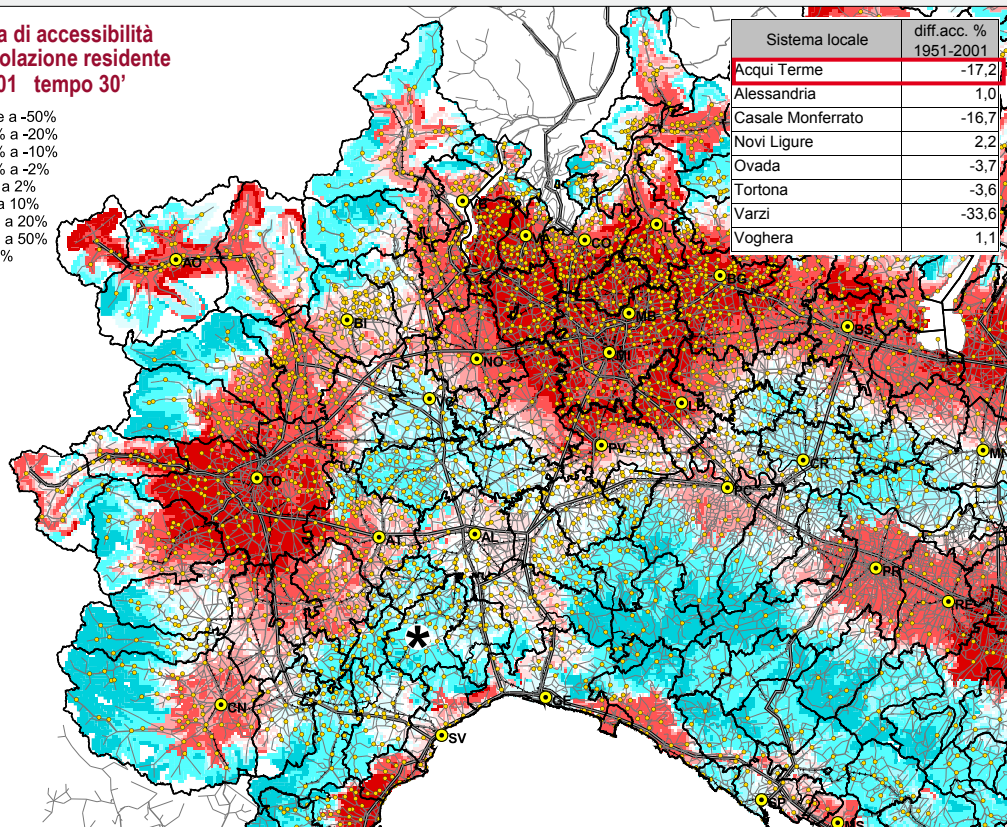 a di accessibilità
olazione residente
01 tempo 30'
e a -50%
% a -20%
% a -10%
% a -2%
a 2%
a 10%
a 20%
a 50%
%
Sistema locale diff.acc. % 1951-2001
Acqui Terme -17,2
Alessandria 1,0
Casale Monferrato -16,7
Novi Ligure 2,2
Ovada -3,7
Tortona -3,6
Varzi -33,6
Voghera 1,1
AO
BI
VA
CO
BG
MB
BS
NO
MI
PV
CR
MN
TO
AT
AL
PR
RE
*
CN
GE
SV
SP
MS